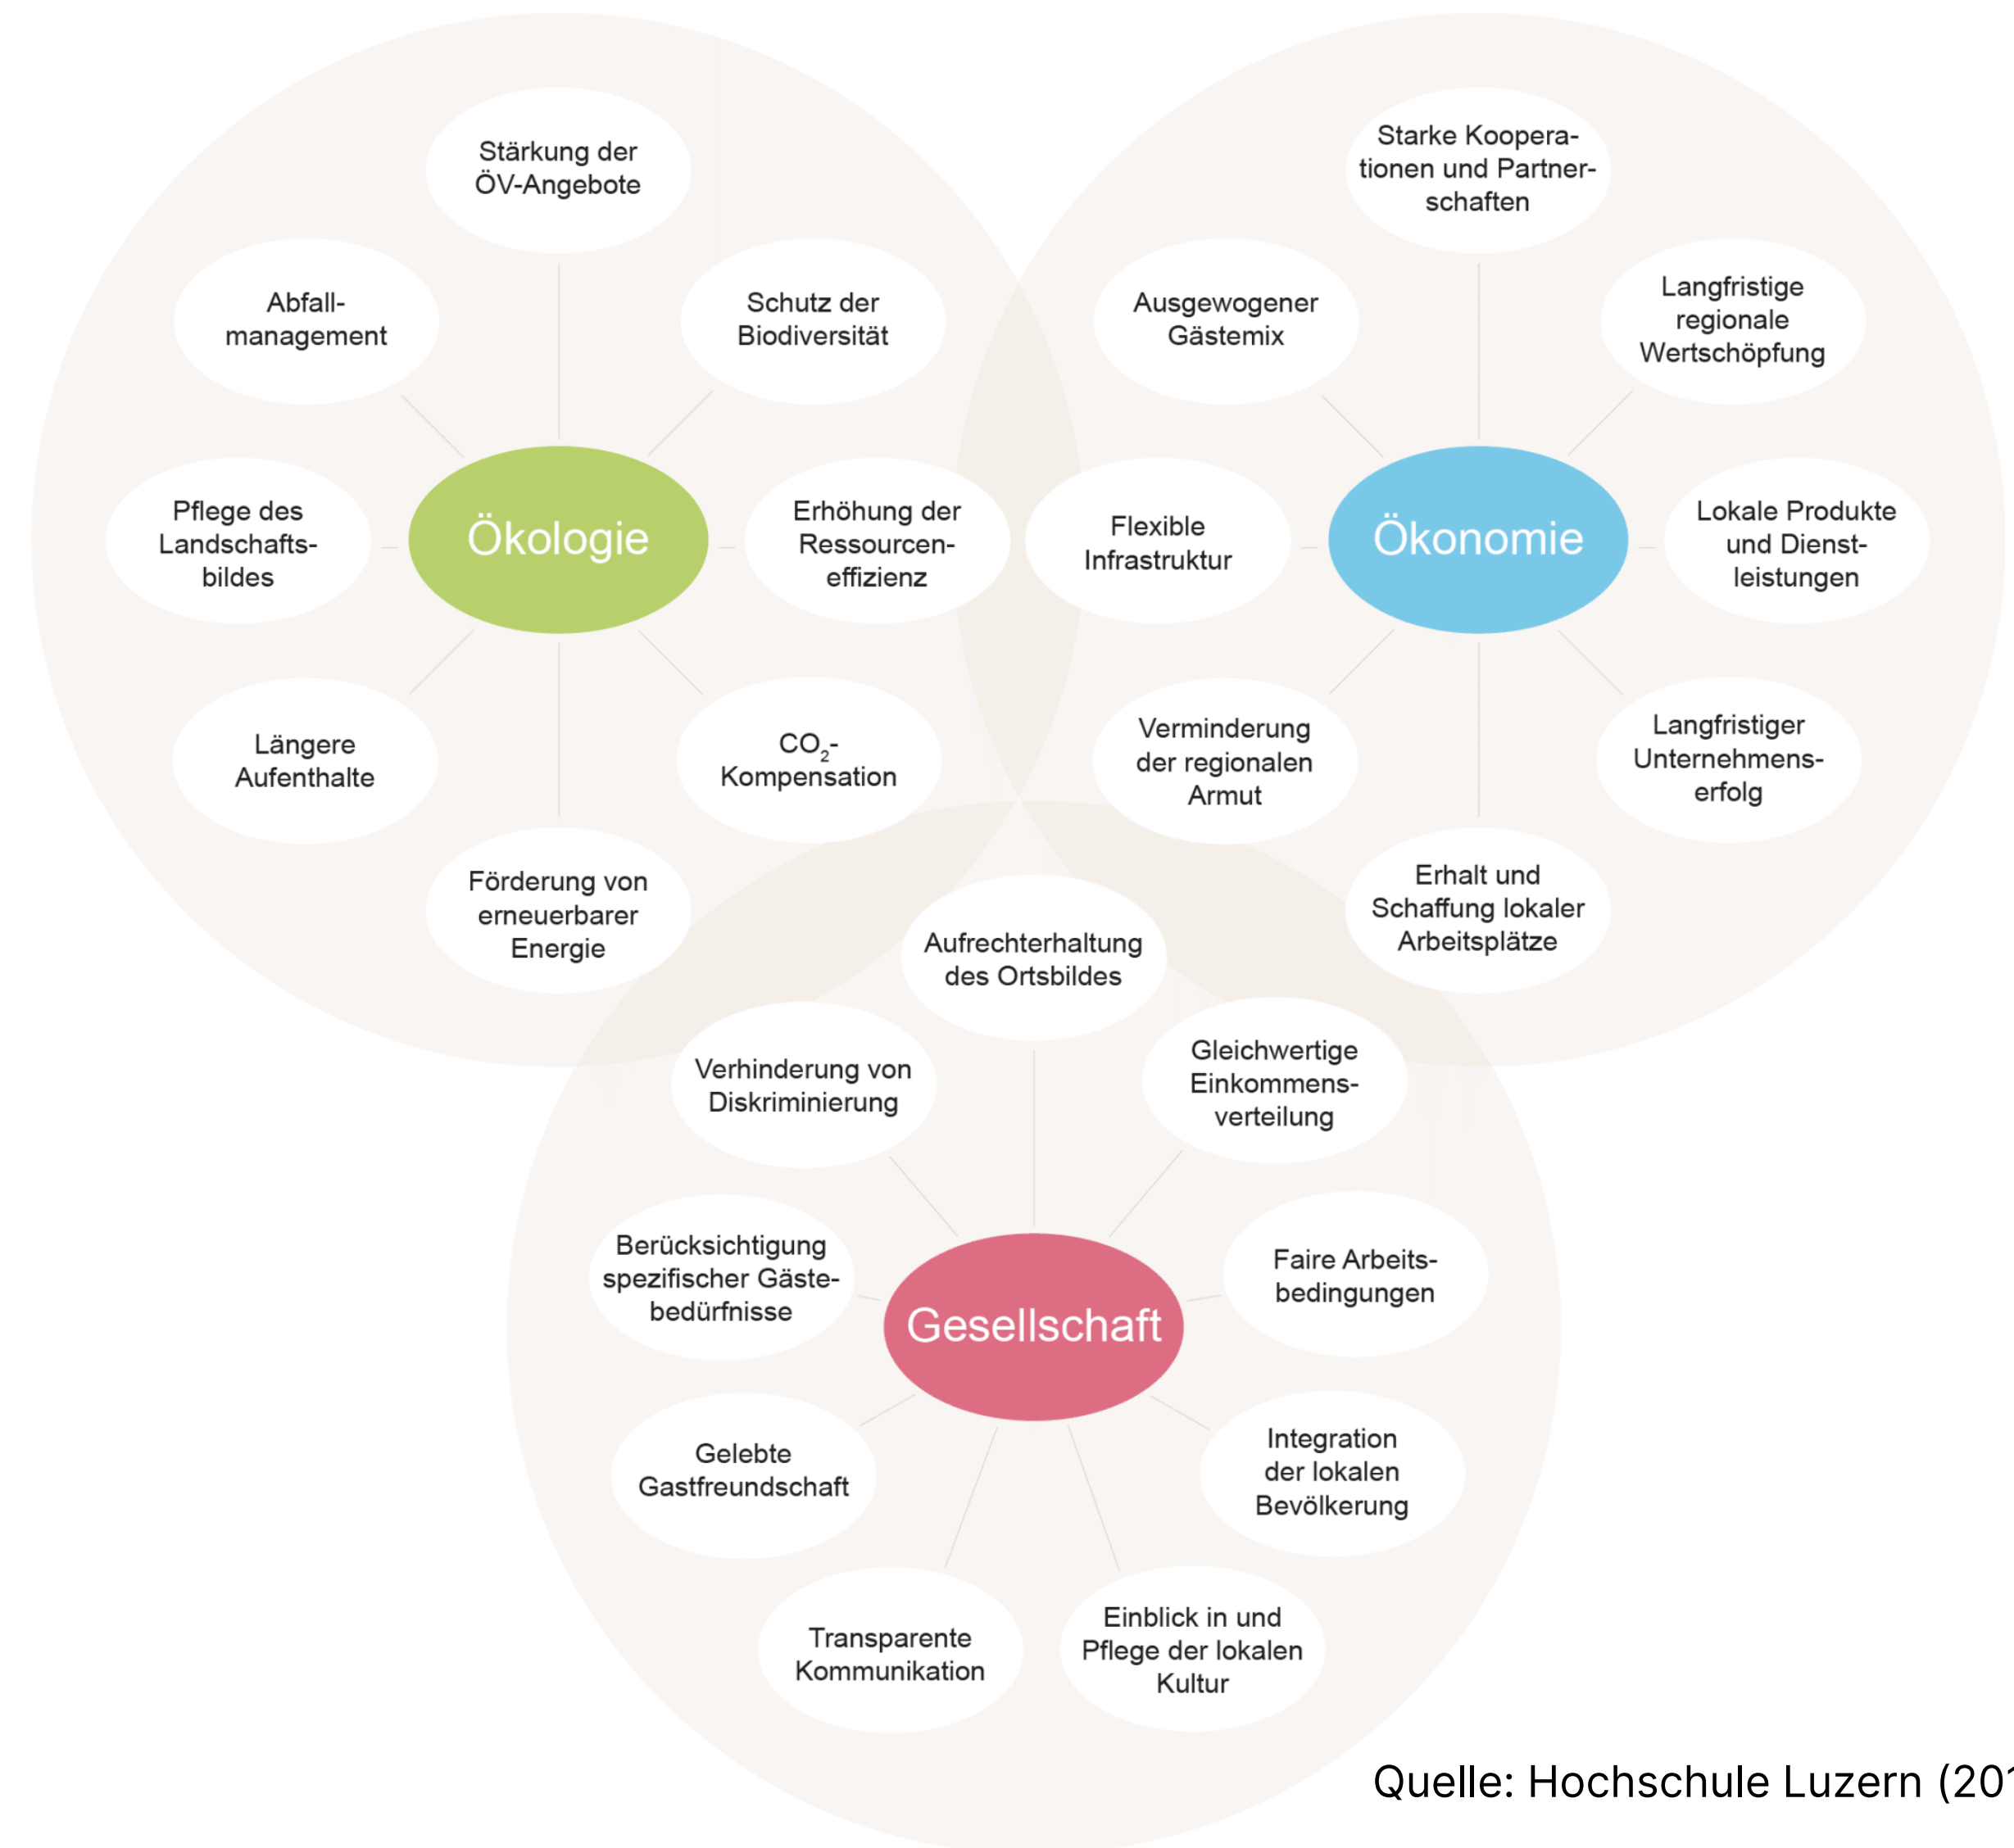 Stärkung der
ÖV-Angebote
Abfall-
management
Schutz der
Biodiversität
Pflege des
Landschafts-
bildes
Ökologie
Erhöhung der
Ressourcen-
effizienz
Längere
Aufenthalte
CO₂-
Kompensation
Förderung von
erneuerbarer
Energie
Starke Koopera-
tionen und Partner-
schaften
Ausgewogener
Gästemix
Langfristige
regionale
Wertschöpfung
Flexible
Infrastruktur
Ökonomie
Lokale Produkte
und Dienst-
leistungen
Verminderung
der regionalen
Armut
Langfristiger
Unternehmens-
erfolg
Erhalt und
Schaffung lokaler
Arbeitsplätze
Aufrechterhaltung
des Ortsbildes
Verhinderung von
Diskriminierung
Gleichwertige
Einkommens-
verteilung
Berücksichtigung
spezifischer Gäste-
bedürfnisse
Gesellschaft
Faire Arbeits-
bedingungen
Gelebte
Gastfreundschaft
Integration
der lokalen
Bevölkerung
Transparente
Kommunikation
Einblick in und
Pflege der lokalen
Kultur
Quelle: Hochschule Luzern